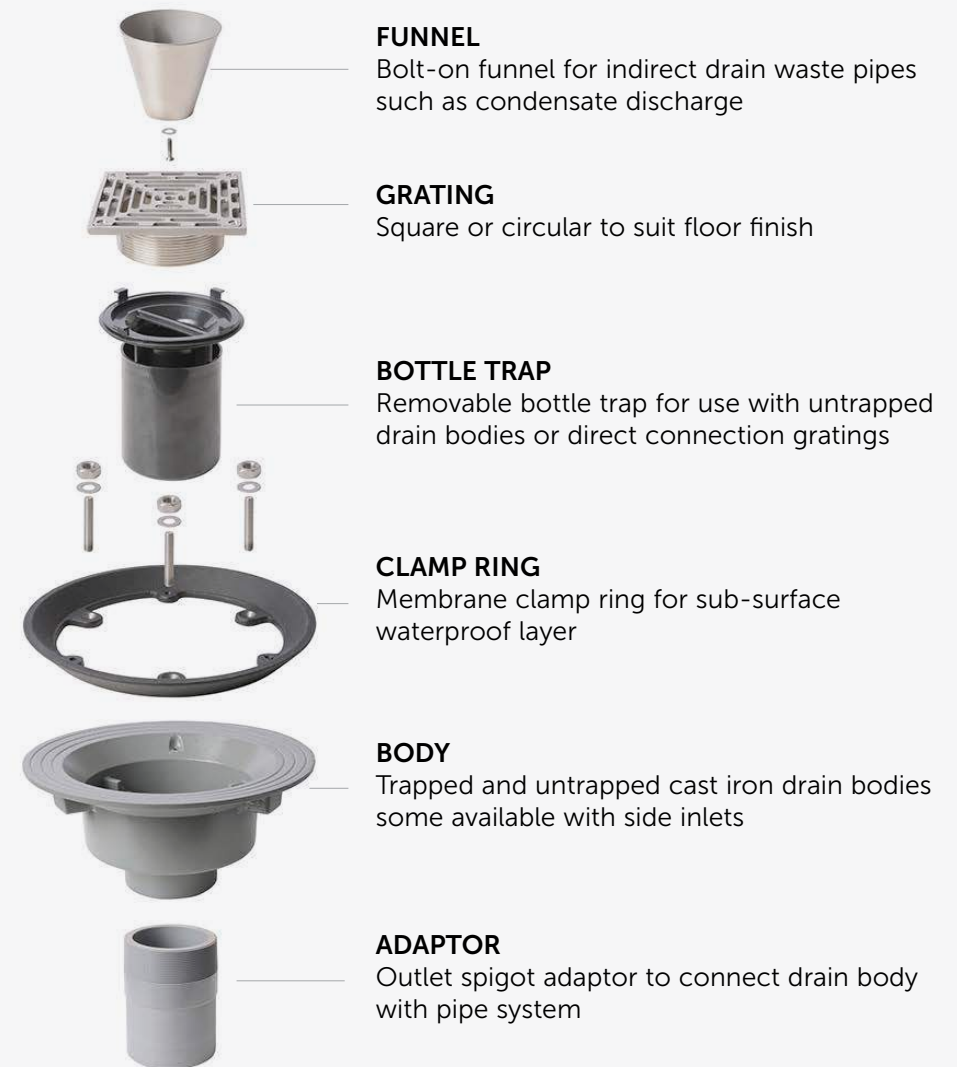 FUNNEL
Bolt-on funnel for indirect drain waste pipes
such as condensate discharge
GRATING
Square or circular to suit floor finish
BOTTLE TRAP
Removable bottle trap for use with untrapped
drain bodies or direct connection gratings
CLAMP RING
Membrane clamp ring for sub-surface
waterproof layer
BODY
Trapped and untrapped cast iron drain bodies
some available with side inlets
ADAPTOR
Outlet spigot adaptor to connect drain body
with pipe system